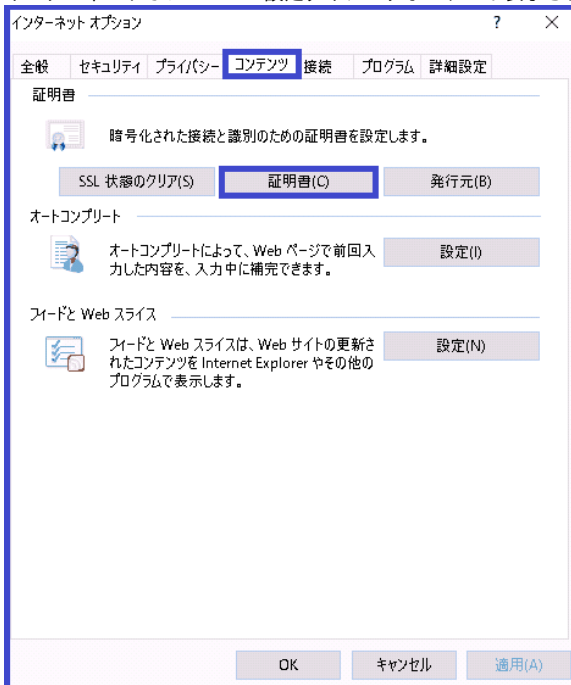 インターネット オプション
?
×
全般 セキュリティ プライバシー コンテンツ 接続 プログラム 詳細設定
証明書
暗号化された接続と識別のための証明書を設定します。
SSL 状態のクリア(S) 証明書(C) 発行元(B)
オートコンプリート
オートコンプリートによって、Web ページで前回入
力した内容を、入力中に補完できます。
設定(I)
フィードと Web スライス
フィードと Web スライスは、Web サイトの更新さ
れたコンテンツを Internet Explorer やその他の
プログラムで表示します。
設定(N)
OK キャンセル 適用(A)